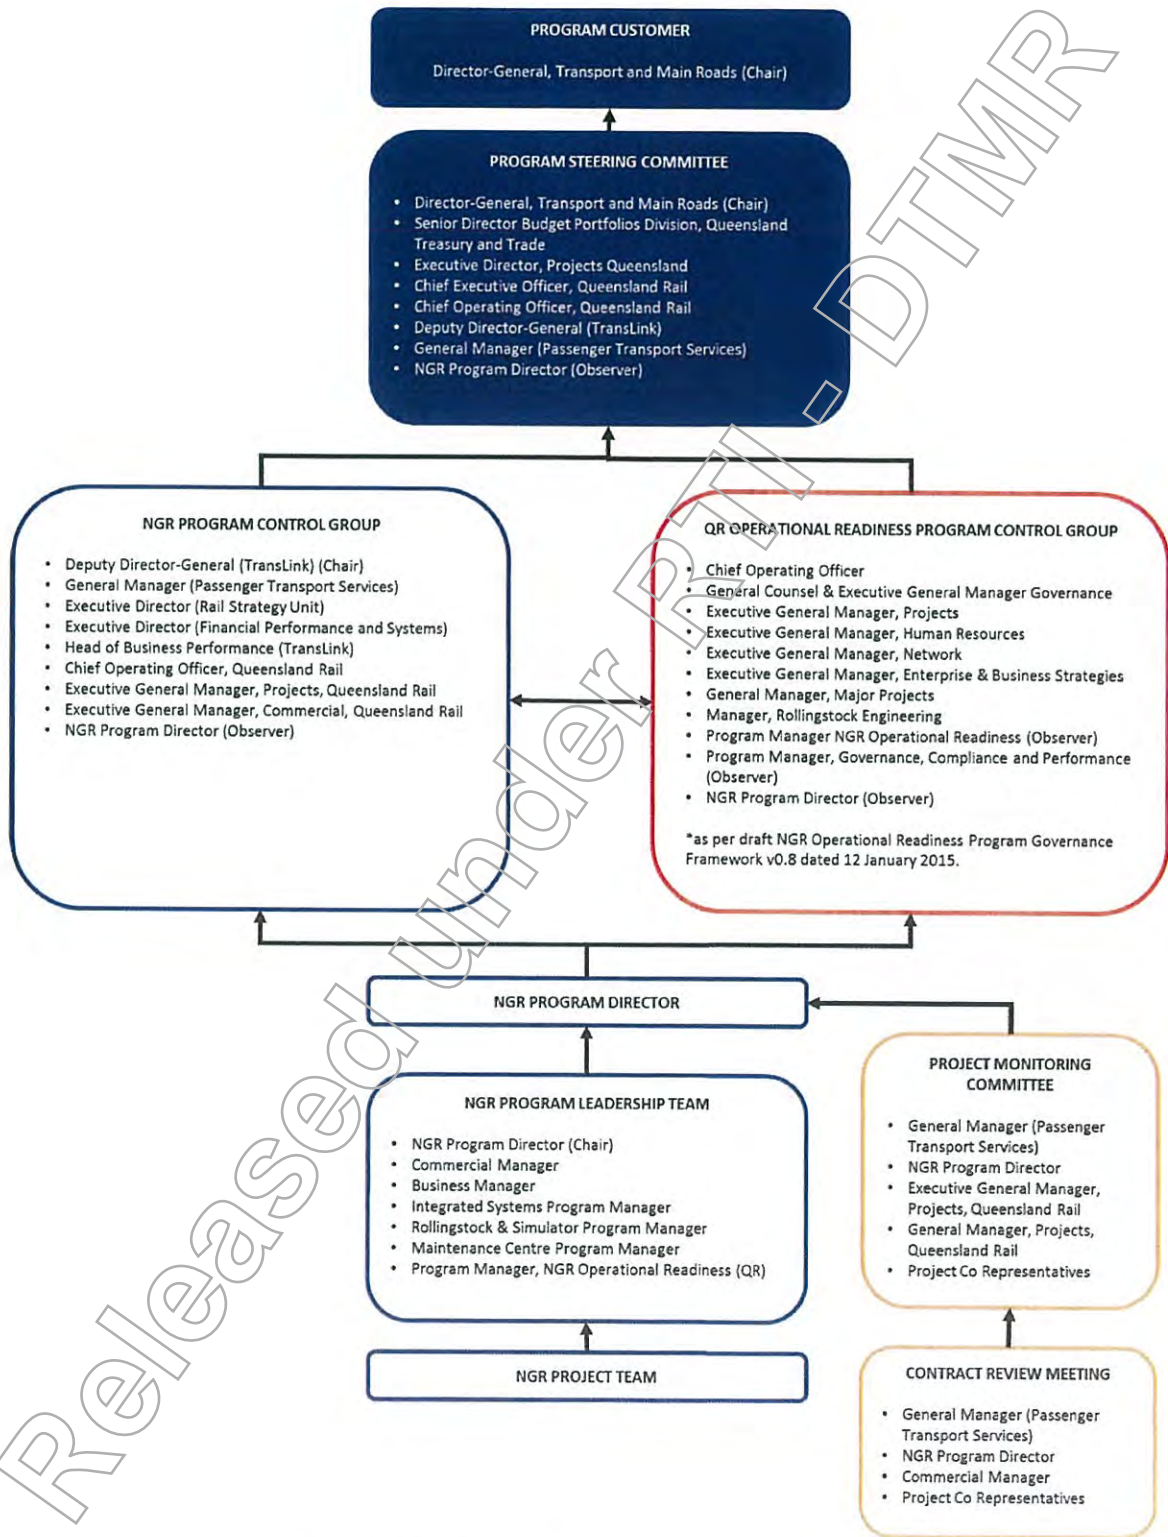 PROGRAM CUSTOMER
Director-General, Transport and Main Roads (Chair)
PROGRAM STEERING COMMITTEE
• Director-General, Transport and Main Roads (Chair)
• Senior Director Budget Portfolios Division, Queensland
Treasury and Trade
• Executive Director, Projects Queensland
• Chief Executive Officer, Queensland Rail
• Chief Operating Officer, Queensland Rail
• Deputy Director-General (TransLink)
• General Manager (Passenger Transport Services)
• NGR Program Director (Observer)
NGR PROGRAM CONTROL GROUP
• Deputy Director-General (TransLink) (Chair)
• General Manager (Passenger Transport Services)
• Executive Director (Rail Strategy Unit)
• Executive Director (Financial Performance and Systems)
• Head of Business Performance (TransLink)
• Chief Operating Officer, Queensland Rail
• Executive General Manager, Projects, Queensland Rail
• Executive General Manager, Commercial, Queensland Rail
• NGR Program Director (Observer)
QR OPERATIONAL READINESS PROGRAM CONTROL GROUP
• Chief Operating Officer
• General Counsel & Executive General Manager Governance
• Executive General Manager, Projects
• Executive General Manager, Human Resources
• Executive General Manager, Network
• Executive General Manager, Enterprise & Business Strategies
• General Manager, Major Projects
• Manager, Rollingstock Engineering
• Program Manager NGR Operational Readiness (Observer)
• Program Manager, Governance, Compliance and Performance
(Observer)
• NGR Program Director (Observer)
*as per draft NGR Operational Readiness Program Governance
Framework v0.8 dated 12 January 2015.
NGR PROGRAM DIRECTOR
NGR PROGRAM LEADERSHIP TEAM
• NGR Program Director (Chair)
• Commercial Manager
• Business Manager
• Integrated Systems Program Manager
• Rollingstock & Simulator Program Manager
• Maintenance Centre Program Manager
• Program Manager, NGR Operational Readiness (QR)
NGR PROJECT TEAM
PROJECT MONITORING
COMMITTEE
• General Manager (Passenger
Transport Services)
• NGR Program Director
• Executive General Manager,
Projects, Queensland Rail
• General Manager, Projects,
Queensland Rail
• Project Co Representatives
CONTRACT REVIEW MEETING
• General Manager (Passenger
Transport Services)
• NGR Program Director
• Commercial Manager
• Project Co Representatives
Released under RTI - DTMR